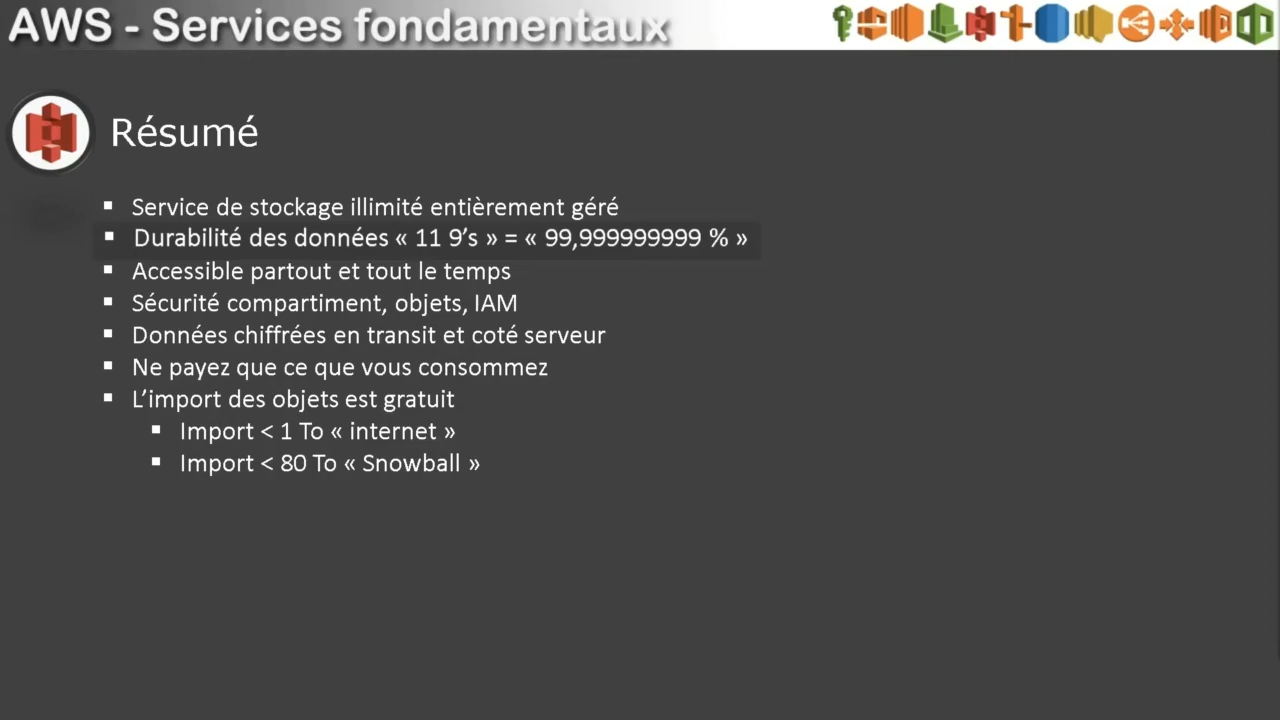 AWS - Services fondamentaux
Résumé
▪ Service de stockage illimité entièrement géré
▪ Durabilité des données « 11 9’s » = « 99,999999999 % »
▪ Accessible partout et tout le temps
▪ Sécurité compartiment, objets, IAM
▪ Données chiffrées en transit et coté serveur
▪ Ne payez que ce que vous consommez
▪ L’import des objets est gratuit
▪ Import < 1 To « internet »
▪ Import < 80 To « Snowball »